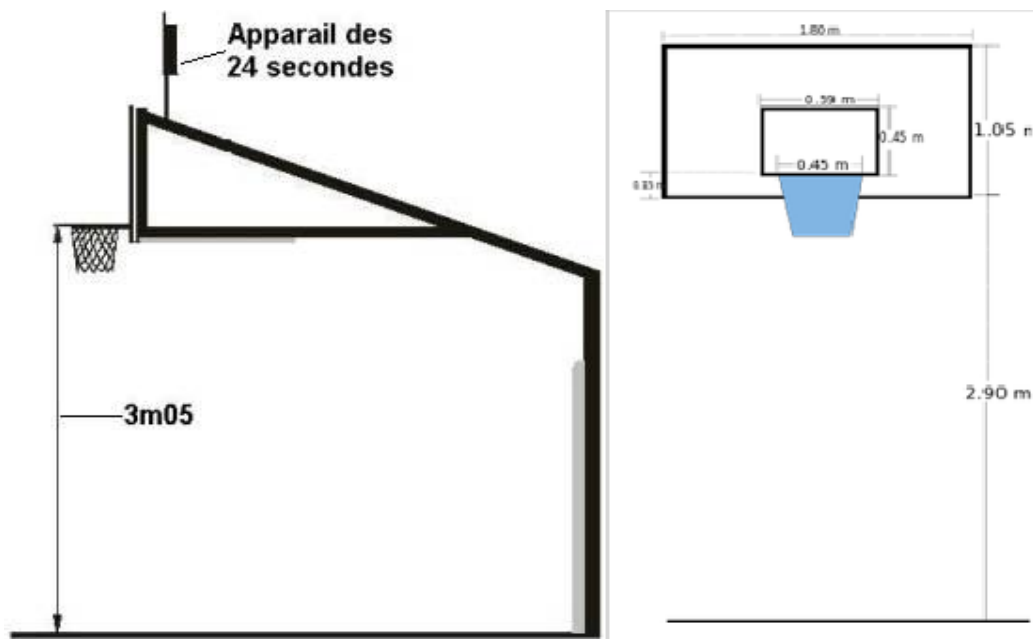 Apparail des
24 secondes
3m05
1.80 m
0.59 m
0.45 m
1.05 m
0.45 m
2.90 m